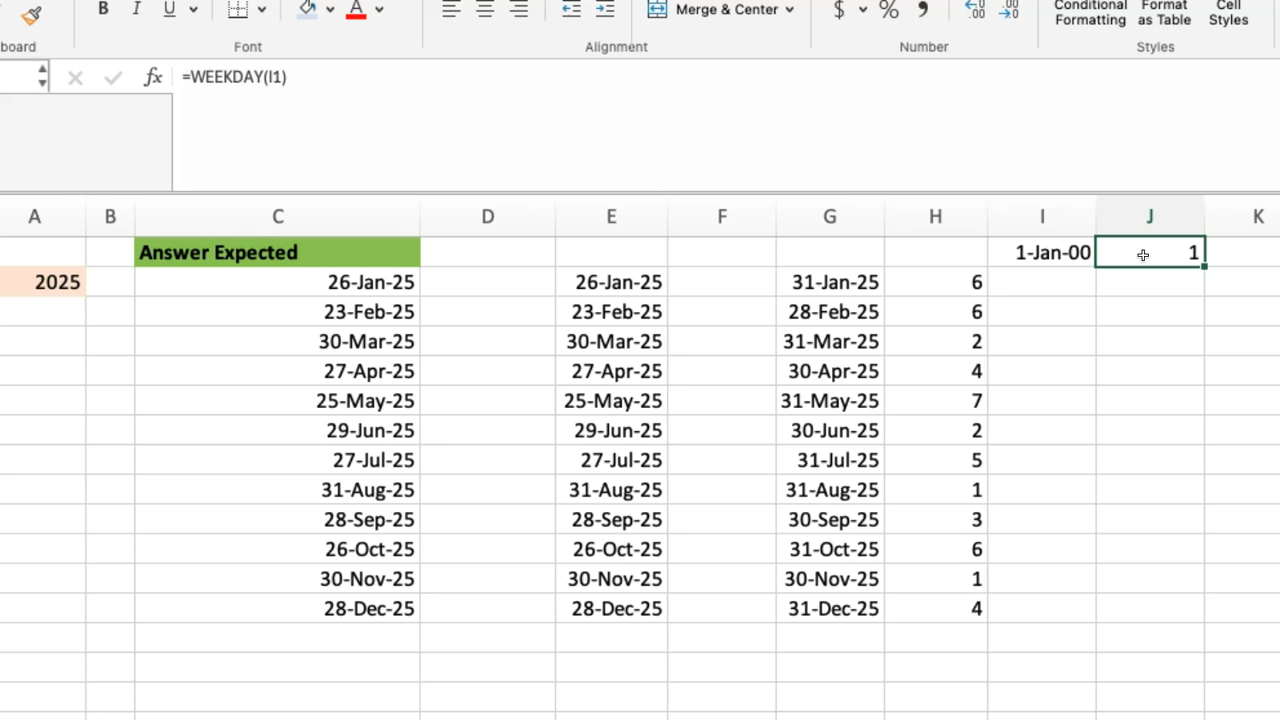 B I U A Merge & Center $ % Conditional Formatting Format as Table Cell Styles
board Font Alignment Number Styles
fx =WEEKDAY(I1)
A B C D E F G H I J K
Answer Expected 1-Jan-00 1
2025 26-Jan-25 26-Jan-25 31-Jan-25 6
23-Feb-25 23-Feb-25 28-Feb-25 6
30-Mar-25 30-Mar-25 31-Mar-25 2
27-Apr-25 27-Apr-25 30-Apr-25 4
25-May-25 25-May-25 31-May-25 7
29-Jun-25 29-Jun-25 30-Jun-25 2
27-Jul-25 27-Jul-25 31-Jul-25 5
31-Aug-25 31-Aug-25 31-Aug-25 1
28-Sep-25 28-Sep-25 30-Sep-25 3
26-Oct-25 26-Oct-25 31-Oct-25 6
30-Nov-25 30-Nov-25 30-Nov-25 1
28-Dec-25 28-Dec-25 31-Dec-25 4